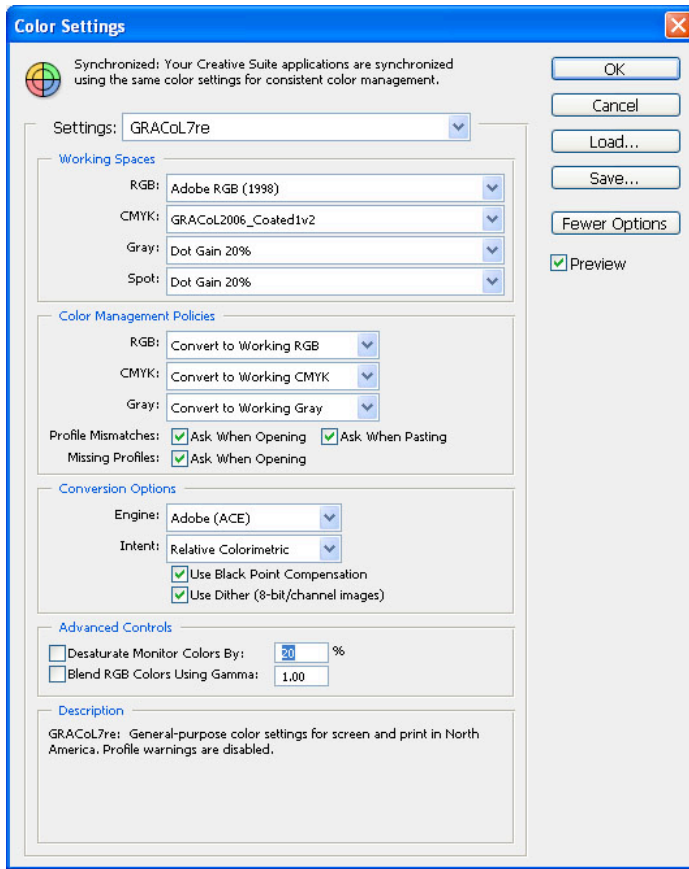 Color Settings
Synchronized: Your Creative Suite applications are synchronized
using the same color settings for consistent color management.
Settings: GRACoL7re
Working Spaces
RGB: Adobe RGB (1998)
CMYK: GRACoL2006_Coated1v2
Gray: Dot Gain 20%
Spot: Dot Gain 20%
Color Management Policies
RGB: Convert to Working RGB
CMYK: Convert to Working CMYK
Gray: Convert to Working Gray
Profile Mismatches: Ask When Opening Ask When Pasting
Missing Profiles: Ask When Opening
Conversion Options
Engine: Adobe (ACE)
Intent: Relative Colorimetric
Use Black Point Compensation
Use Dither (8-bit/channel images)
Advanced Controls
Desaturate Monitor Colors By: 20 %
Blend RGB Colors Using Gamma: 1.00
Description
GRACoL7re: General-purpose color settings for screen and print in North
America. Profile warnings are disabled.
OK
Cancel
Load...
Save...
Fewer Options
Preview